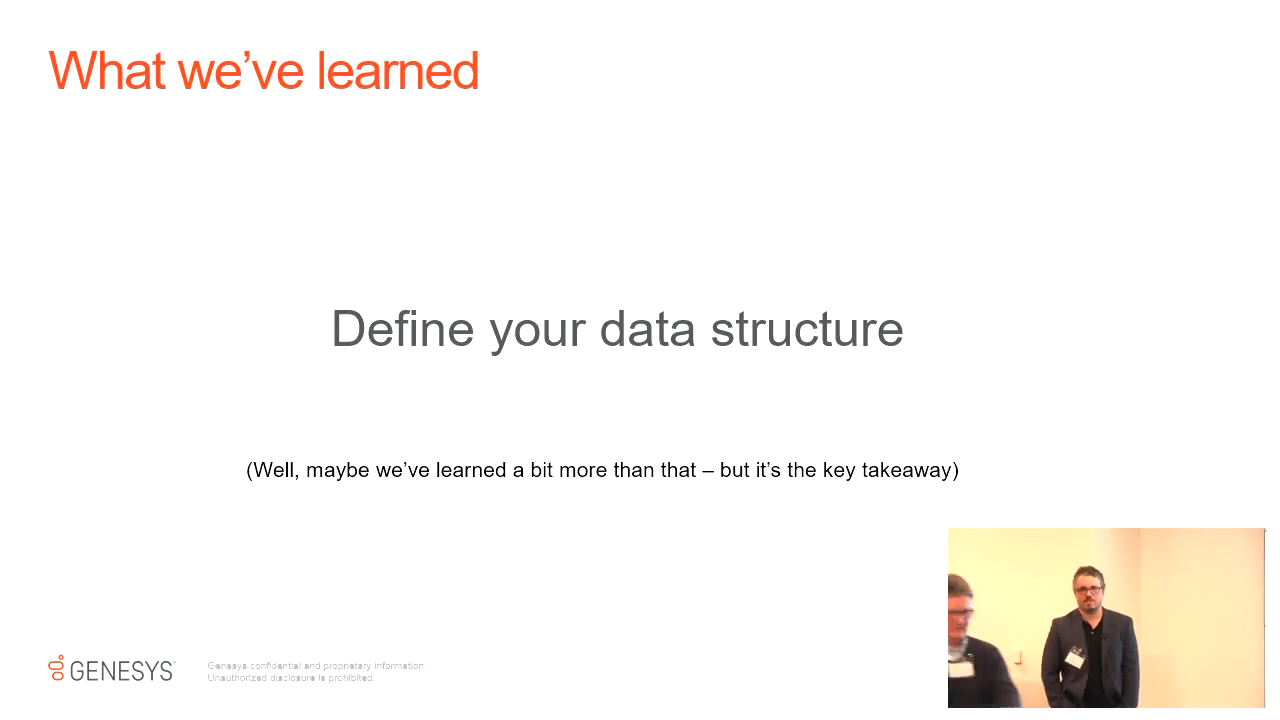 What we’ve learned
Define your data structure
(Well, maybe we’ve learned a bit more than that – but it’s the key takeaway)
GENESYS
Genesys confidential and proprietary information.
Unauthorized disclosure is prohibited.